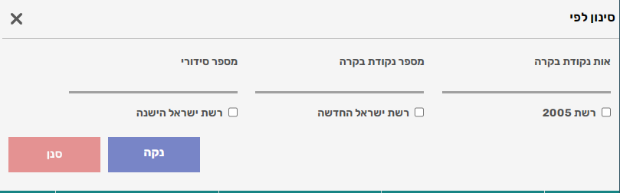 סינון לפי
אות נקודת בקרה
מספר נקודת בקרה
מספר סידורי
רשת 2005
רשת ישראל החדשה
רשת ישראל הישנה
נקה
סנן